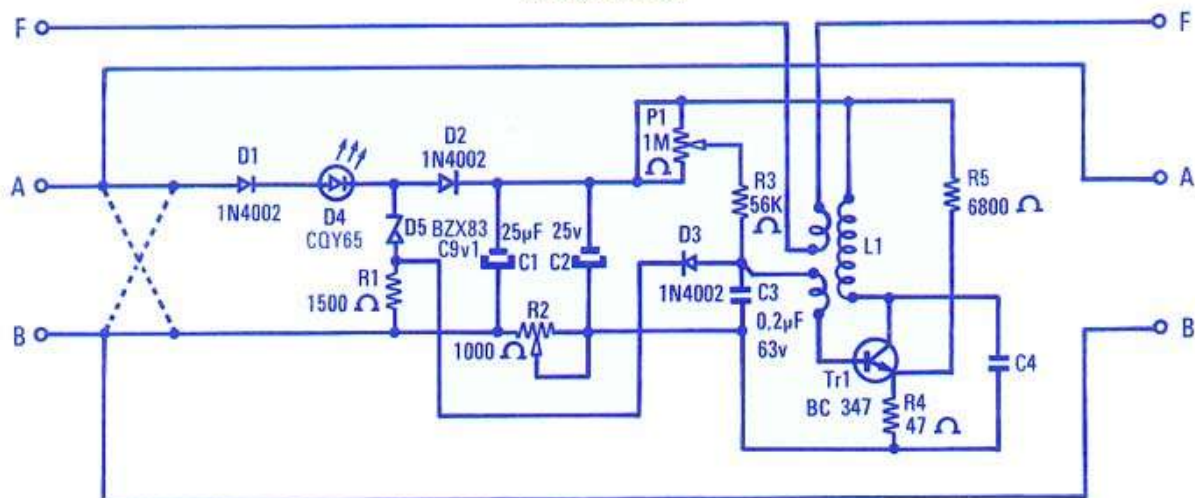 F
F
P1
1M
Ω
D1
1N4002
D2
1N4002
A
A
D4
CQY65
D5 BZX83
C9v1
25µF
C1
25v
C2
R3
56K
Ω
R5
6800 Ω
L1
D3
1N4002
C3
0.2µF
63v
R1
1500
Ω
R2
1000 Ω
B
B
Tr1
BC 347
R4
47 Ω
C4